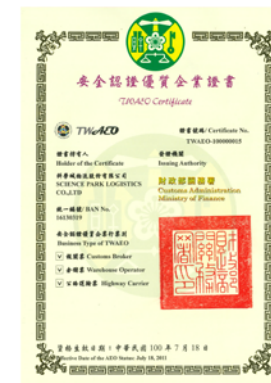 安全認證優質企業證書
TWAEO Certificate
TWAEO
證書號碼/ Certificate No.
TWAEO-100000015
證書持有人
Holder of the Certificate
科學城物流股份有限公司
SCIENCE PARK LOGISTICS
CO.,LTD
發證機關
Issuing Authority
財政部關務署
Customs Administration
Ministry of Finance
統一編號/ BAN No.
16130319
安全認證優質企業行業別
Business Type of TWAEO
報關業 Customs Broker
倉儲業 Warehouse Operator
公路運輸業 Highway Carrier
資格生效日期：中華民國 100 年 7 月 18 日
Effective Date of the AEO Status: July 18, 2011